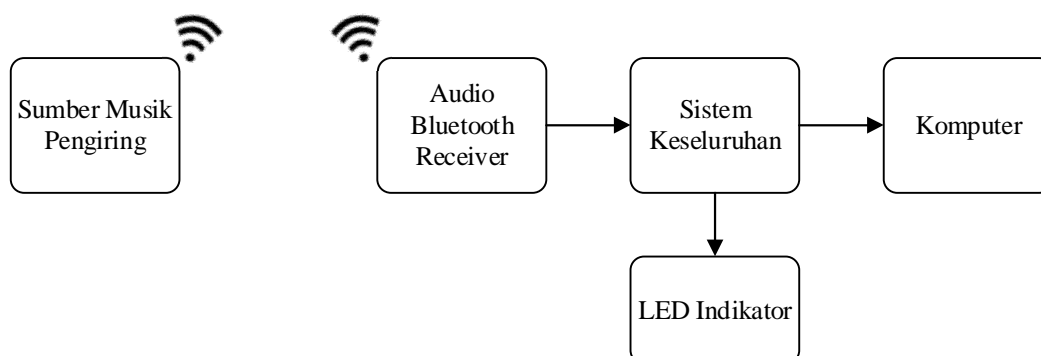 Sumber Musik
Pengiring
Audio
Bluetooth
Receiver
Sistem
Keseluruhan
Komputer
LED Indikator